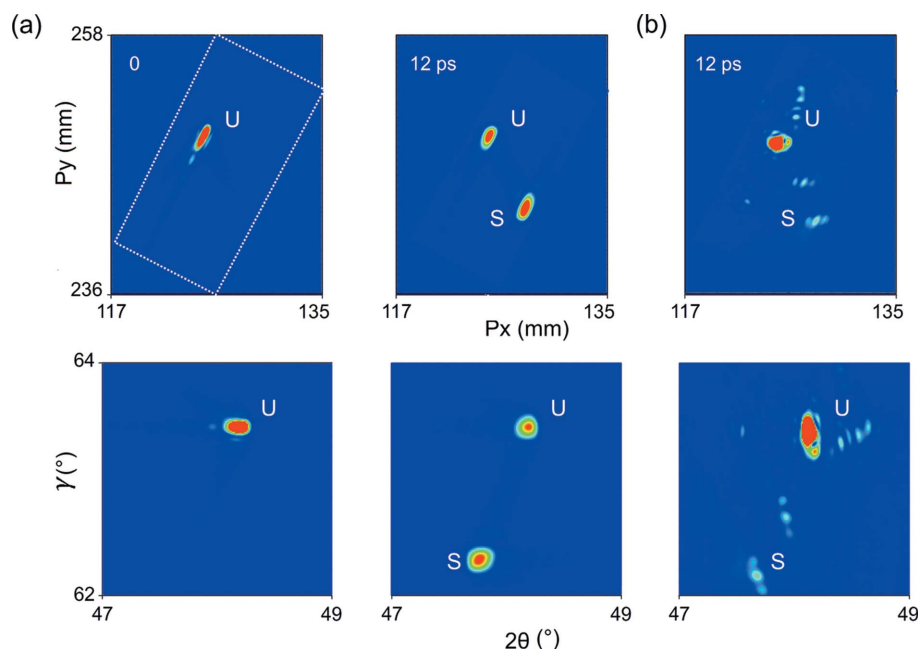 (a)
(b)
258
0
U
12 ps
U
S
12 ps
U
S
Py (mm)
236
117
135
117
135
117
135
Px (mm)
64
U
U
S
U
S
γ(°)
62
47
49
47
49
47
49
2θ (°)